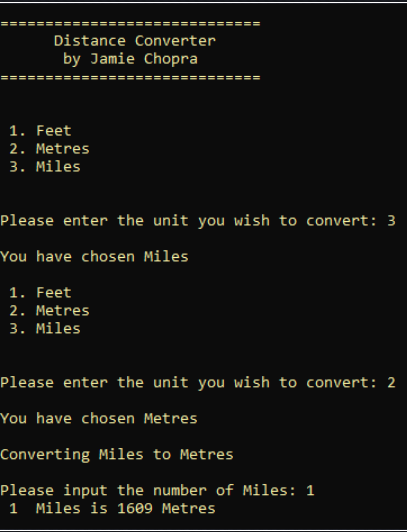 =============================
Distance Converter
by Jamie Chopra
=============================
1. Feet
2. Metres
3. Miles
Please enter the unit you wish to convert: 3
You have chosen Miles
1. Feet
2. Metres
3. Miles
Please enter the unit you wish to convert: 2
You have chosen Metres
Converting Miles to Metres
Please input the number of Miles: 1
1  Miles is 1609 Metres